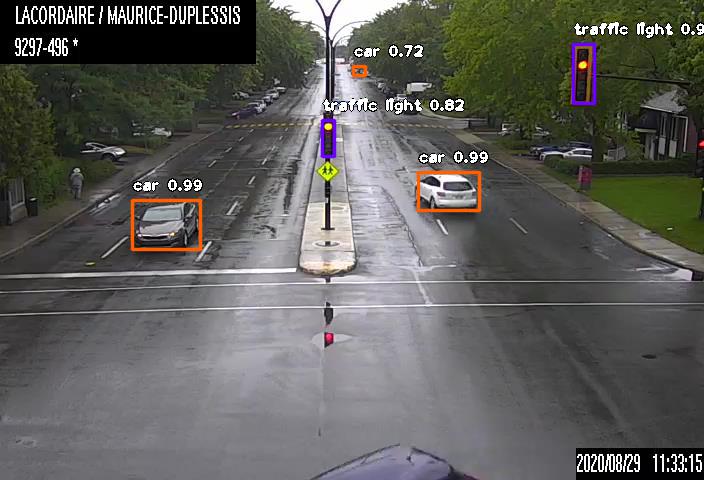 LACORDAIRE / MAURICE-DUPLESSIS
9297-496 *
traffic light 0.9
car 0.72
traffic light 0.82
car 0.99
car 0.99
2020/08/29 11:33:15